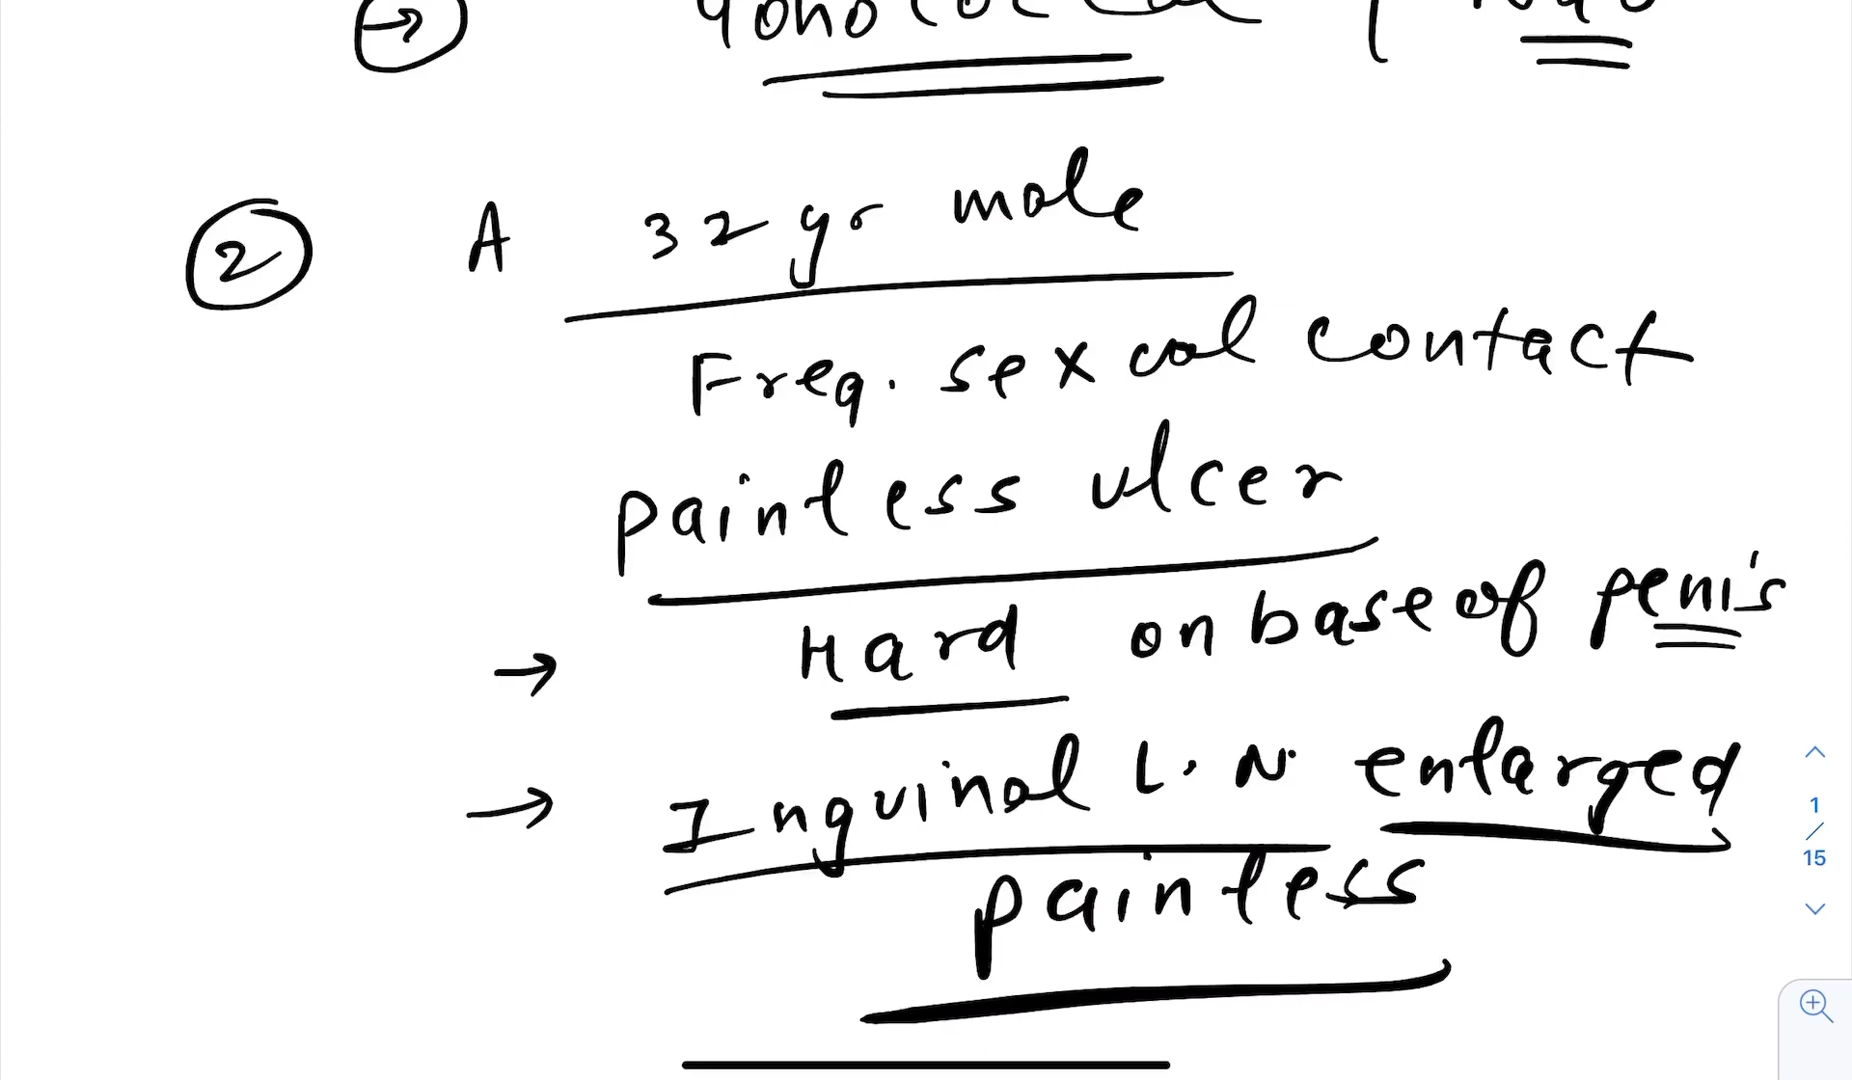 ②  A 32 yr male
Freq. sexual contact
painless ulcer
→ Hard on base of penis
→ Inguinal L.N. enlarged
painless
1
/
15